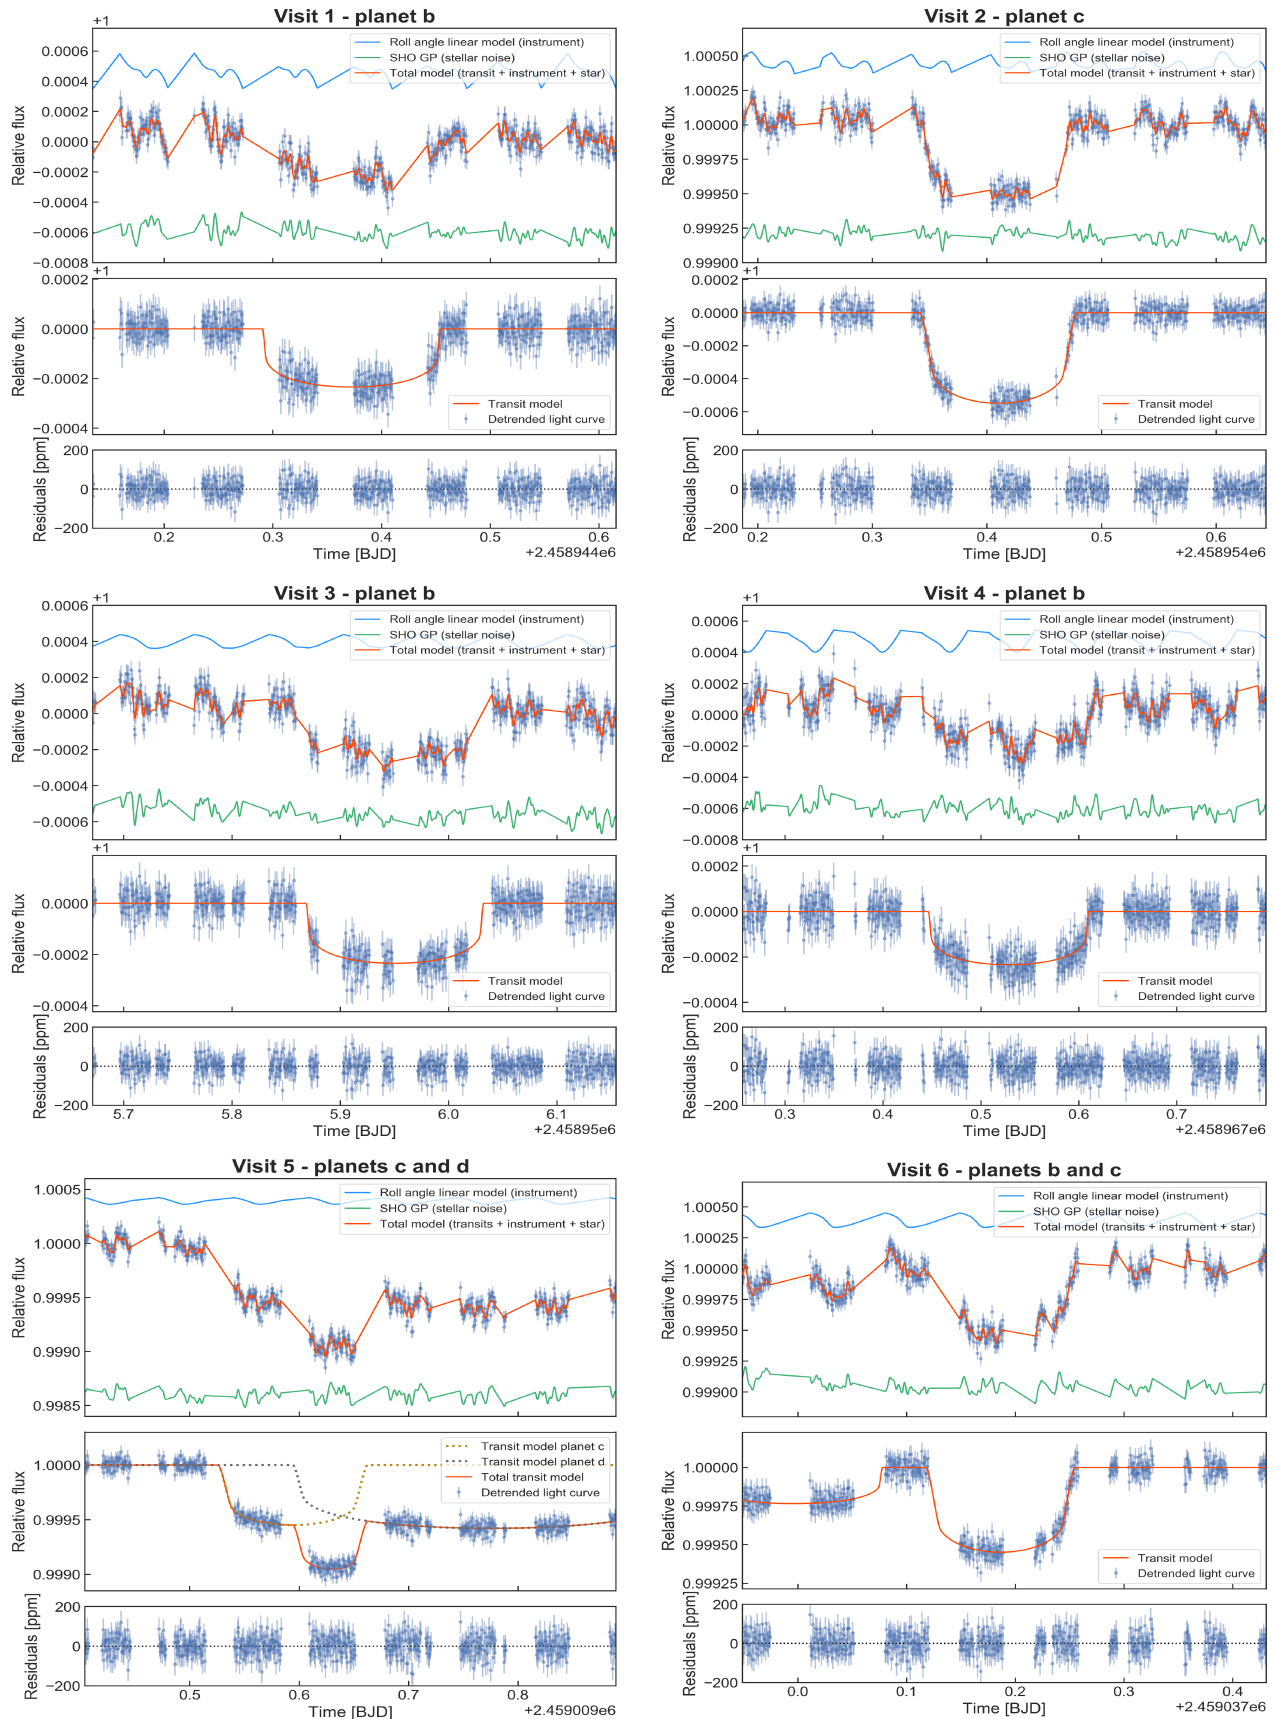 Visit 1 - planet b
+1
Roll angle linear model (instrument)
SHO GP (stellar noise)
Total model (transit + instrument + star)
Relative flux
0.0006
0.0004
0.0002
0.0000
−0.0002
−0.0004
−0.0006
−0.0008
+1
Relative flux
0.0002
0.0000
−0.0002
−0.0004
Transit model
Detrended light curve
Residuals [ppm]
200
0
−200
0.2 0.3 0.4 0.5 0.6
Time [BJD]
+2.458944e6
Visit 2 - planet c
Roll angle linear model (instrument)
SHO GP (stellar noise)
Total model (transit + instrument + star)
Relative flux
1.00050
1.00025
1.00000
0.99975
0.99950
0.99925
0.99900
+1
Relative flux
0.0002
0.0000
−0.0002
−0.0004
−0.0006
Transit model
Detrended light curve
Residuals [ppm]
200
0
−200
0.2 0.3 0.4 0.5 0.6
Time [BJD]
+2.458954e6
Visit 3 - planet b
+1
Roll angle linear model (instrument)
SHO GP (stellar noise)
Total model (transit + instrument + star)
Relative flux
0.0006
0.0004
0.0002
0.0000
−0.0002
−0.0004
−0.0006
+1
Relative flux
0.0000
−0.0002
−0.0004
Transit model
Detrended light curve
Residuals [ppm]
200
0
−200
5.7 5.8 5.9 6.0 6.1
Time [BJD]
+2.45895e6
Visit 4 - planet b
+1
Roll angle linear model (instrument)
SHO GP (stellar noise)
Total model (transit + instrument + star)
Relative flux
0.0006
0.0004
0.0002
0.0000
−0.0002
−0.0004
−0.0006
−0.0008
+1
Relative flux
0.0002
0.0000
−0.0002
−0.0004
Transit model
Detrended light curve
Residuals [ppm]
200
0
−200
0.3 0.4 0.5 0.6 0.7
Time [BJD]
+2.458967e6
Visit 5 - planets c and d
Roll angle linear model (instrument)
SHO GP (stellar noise)
Total model (transits + instrument + star)
Relative flux
1.0005
1.0000
0.9995
0.9990
0.9985
Relative flux
1.0000
0.9995
0.9990
Transit model planet c
Transit model planet d
Total transit model
Detrended light curve
Residuals [ppm]
200
0
−200
0.5 0.6 0.7 0.8
Time [BJD]
+2.459009e6
Visit 6 - planets b and c
Roll angle linear model (instrument)
SHO GP (stellar noise)
Total model (transits + instrument + star)
Relative flux
1.00050
1.00025
1.00000
0.99975
0.99950
0.99925
0.99900
Relative flux
1.00000
0.99975
0.99950
0.99925
Transit model
Detrended light curve
Residuals [ppm]
200
0
−200
0.0 0.1 0.2 0.3 0.4
Time [BJD]
+2.459037e6